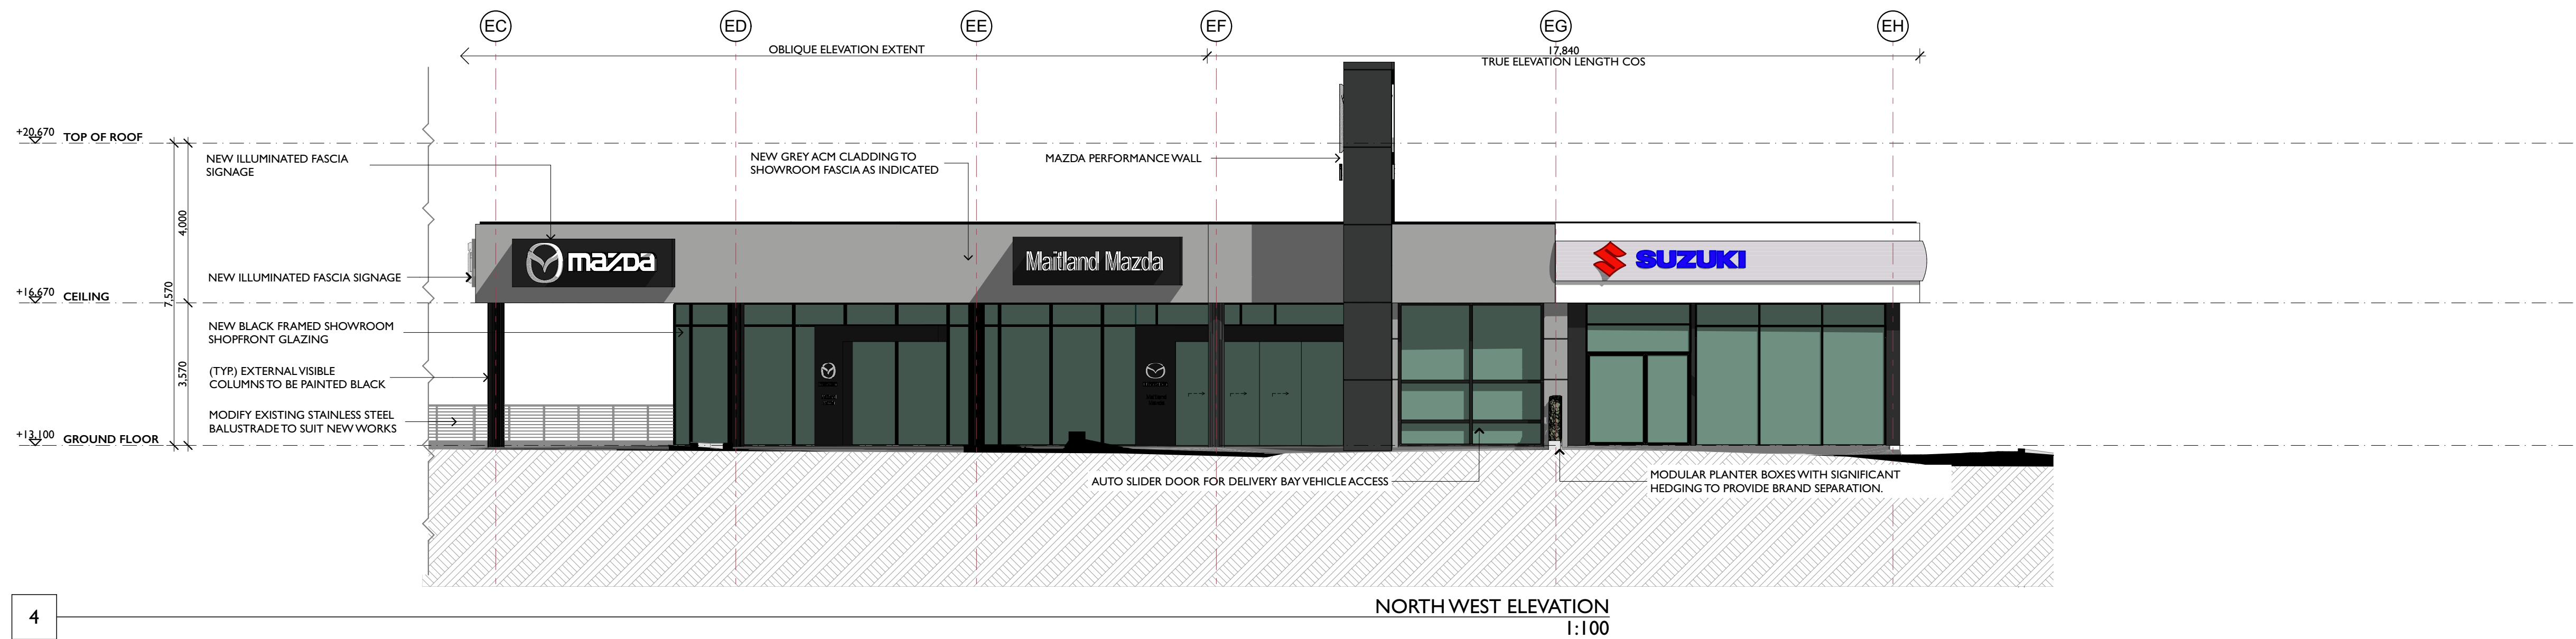 EC
ED
EE
EF
EG
EH
OBLIQUE ELEVATION EXTENT
17,840
TRUE ELEVATION LENGTH COS
+20,670
TOP OF ROOF
NEW ILLUMINATED FASCIA
SIGNAGE
NEW GREY ACM CLADDING TO
SHOWROOM FASCIA AS INDICATED
MAZDA PERFORMANCE WALL
4,000
7,570
3,570
mazda
Maitland Mazda
SUZUKI
NEW ILLUMINATED FASCIA SIGNAGE
+16,670
CEILING
NEW BLACK FRAMED SHOWROOM
SHOPFRONT GLAZING
(TYP.) EXTERNAL VISIBLE
COLUMNS TO BE PAINTED BLACK
MODIFY EXISTING STAINLESS STEEL
BALUSTRADE TO SUIT NEW WORKS
+13,100
GROUND FLOOR
AUTO SLIDER DOOR FOR DELIVERY BAY VEHICLE ACCESS
MODULAR PLANTER BOXES WITH SIGNIFICANT
HEDGING TO PROVIDE BRAND SEPARATION.
4
NORTH WEST ELEVATION
1:100